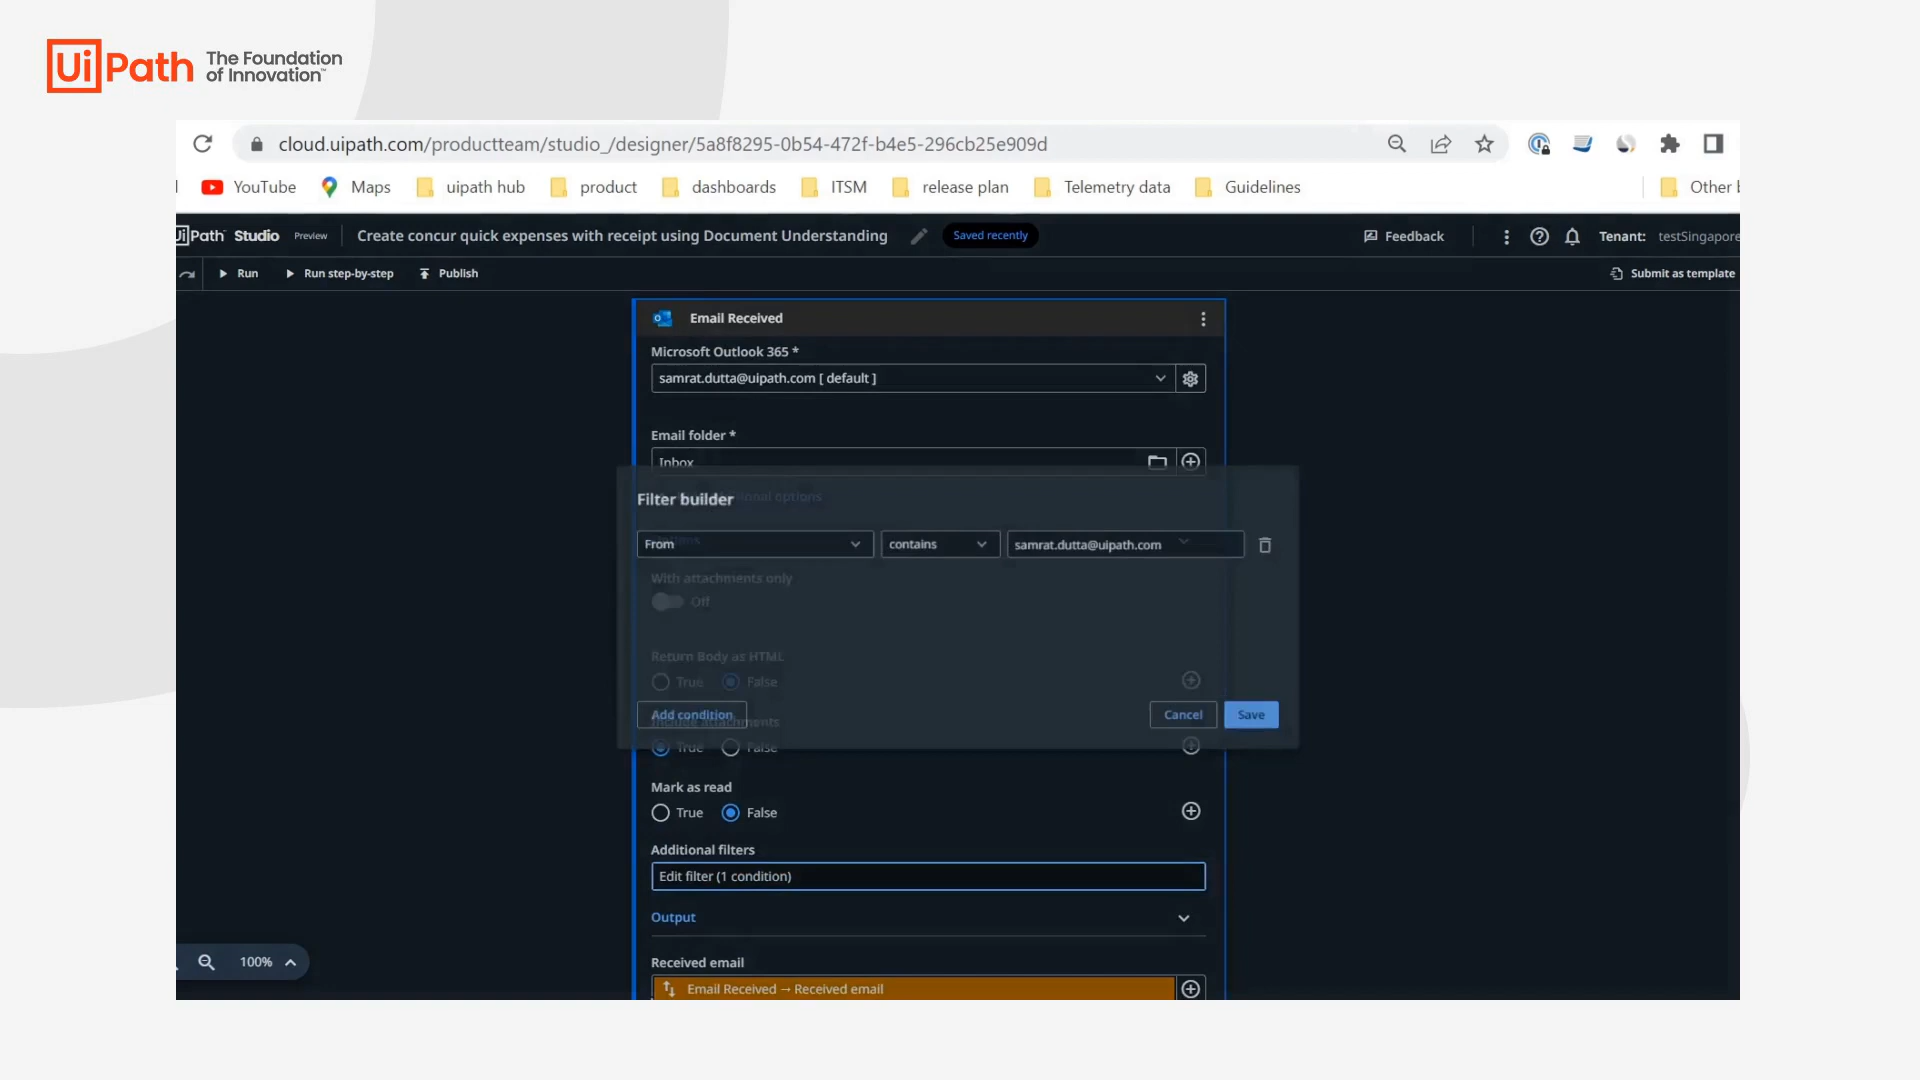 UiPath The Foundation of Innovation™
cloud.uipath.com/productteam/studio_/designer/5a8f8295-0b54-472f-b4e5-296cb25e909d
YouTube Maps uipath hub product dashboards ITSM release plan Telemetry data Guidelines Other
UiPath Studio Preview Create concur quick expenses with receipt using Document Understanding Saved recently Feedback Tenant: testSingapore
Run Run step-by-step Publish Submit as template
Email Received
Microsoft Outlook 365 *
samrat.dutta@uipath.com [ default ]
Email folder *
Inbox
Filter builder
options
From contains samrat.dutta@uipath.com
With attachments only
Off
Return Body as HTML
True False
Add condition Cancel Save
Include attachments
True False
Mark as read
True False
Additional filters
Edit filter (1 condition)
Output
Received email
100%
Email Received → Received email